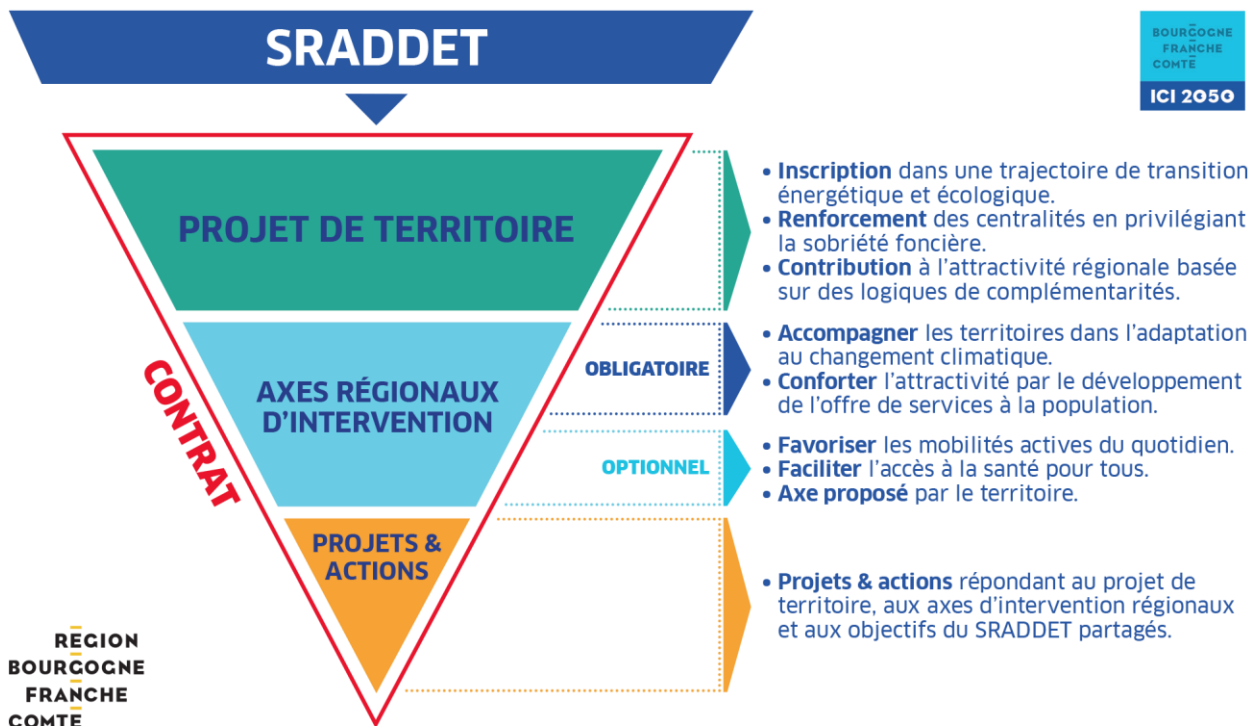 SRADDET
BOURGOGNE
FRANCHE
COMTÉ
ICI 2050
PROJET DE TERRITOIRE
• Inscription dans une trajectoire de transition
énergétique et écologique.
• Renforcement des centralités en privilégiant
la sobriété foncière.
• Contribution à l’attractivité régionale basée
sur des logiques de complémentarités.
CONTRAT
AXES RÉGIONAUX
D’INTERVENTION
OBLIGATOIRE
• Accompagner les territoires dans l’adaptation
au changement climatique.
• Conforter l’attractivité par le développement
de l’offre de services à la population.
OPTIONNEL
• Favoriser les mobilités actives du quotidien.
• Faciliter l’accès à la santé pour tous.
• Axe proposé par le territoire.
PROJETS &
ACTIONS
• Projets & actions répondant au projet de
territoire, aux axes d’intervention régionaux
et aux objectifs du SRADDET partagés.
RÉGION
BOURGOGNE
FRANCHE
COMTÉ